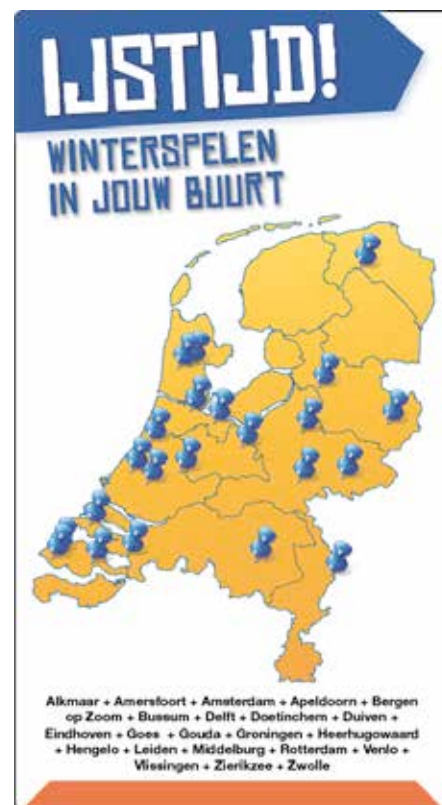 IJSTIJD!
WINTERSPELEN
IN JOUW BUURT
Alkmaar + Amersfoort + Amsterdam + Apeldoorn + Bergen
op Zoom + Bussum + Delft + Doetinchem + Duiven +
Eindhoven + Goes + Gouda + Groningen + Heerhugowaard
+ Hengelo + Leiden + Middelburg + Rotterdam + Venlo +
Vlissingen + Zierikzee + Zwolle